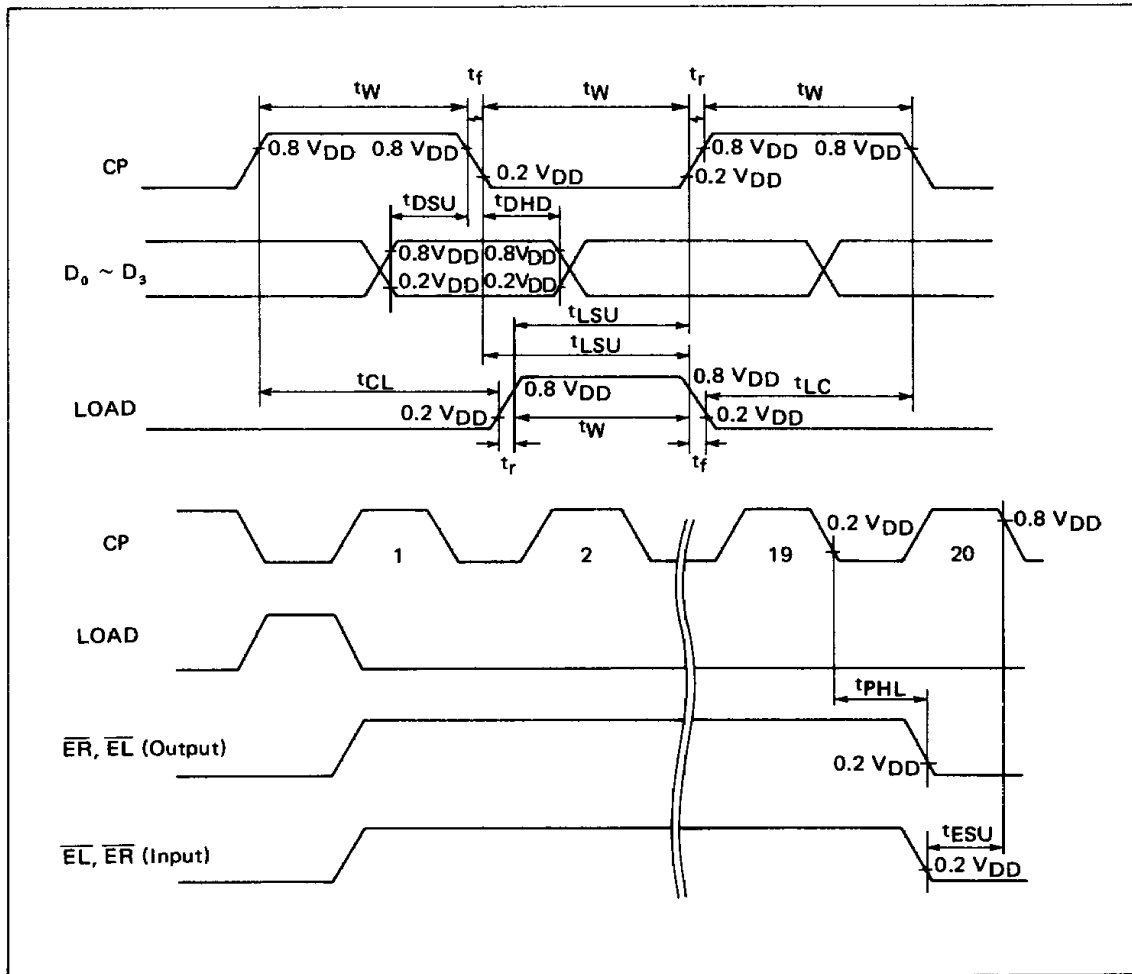 tf tr
tW tW tW
CP 0.8 VDD 0.8 VDD 0.2 VDD 0.2 VDD 0.8 VDD 0.8 VDD
tDSU tDHD
D0 ~ D3 0.8VDD 0.8VDD
0.2VDD 0.2VDD
tLSU
tLSU
tCL 0.8 VDD 0.8 VDD tLC
LOAD 0.2 VDD tW 0.2 VDD
tr tf
CP 1 2 19 0.2 VDD 20 0.8 VDD
LOAD
tPHL
E̅R̅, E̅L̅ (Output) 0.2 VDD
tESU
E̅L̅, E̅R̅ (Input) 0.2 VDD